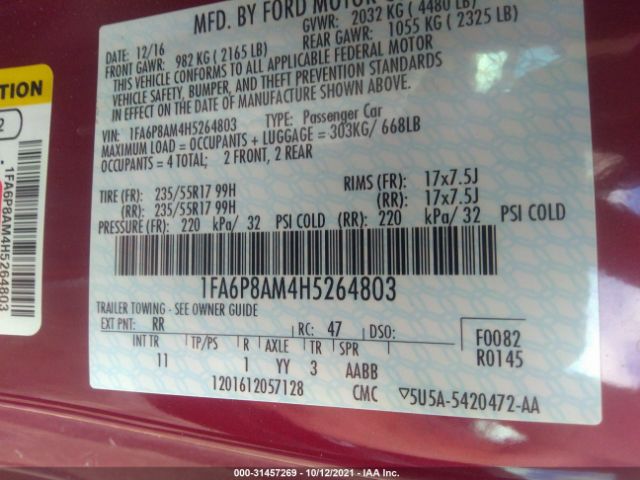 MFD. BY FORD MOTOR
DATE: 12/16 GVWR: 2032 KG (4480 LB)
FRONT GAWR: 982 KG (2165 LB) REAR GAWR: 1055 KG (2325 LB)
THIS VEHICLE CONFORMS TO ALL APPLICABLE FEDERAL MOTOR
VEHICLE SAFETY, BUMPER, AND THEFT PREVENTION STANDARDS
IN EFFECT ON THE DATE OF MANUFACTURE SHOWN ABOVE.
VIN: 1FA6P8AM4H5264803 TYPE: Passenger Car
MAXIMUM LOAD = OCCUPANTS + LUGGAGE = 303KG/ 668LB
OCCUPANTS = 4 TOTAL; 2 FRONT, 2 REAR
TIRE (FR): 235/55R17 99H RIMS (FR): 17x7.5J
(RR): 235/55R17 99H (RR): 17x7.5J
PRESSURE (FR): 220 kPa/ 32 PSI COLD (RR): 220 kPa/ 32 PSI COLD
1FA6P8AM4H5264803
TRAILER TOWING - SEE OWNER GUIDE
EXT PNT: RR RC: 47 DSO: F0082
INT TR TP/PS R AXLE TR SPR R0145
11 1 YY 3 AABB
1201612057128 CMC 5U5A-5420472-AA
2
1FA6P8AM4H5264803
000-31457269 - 10/12/2021 - IAA Inc.